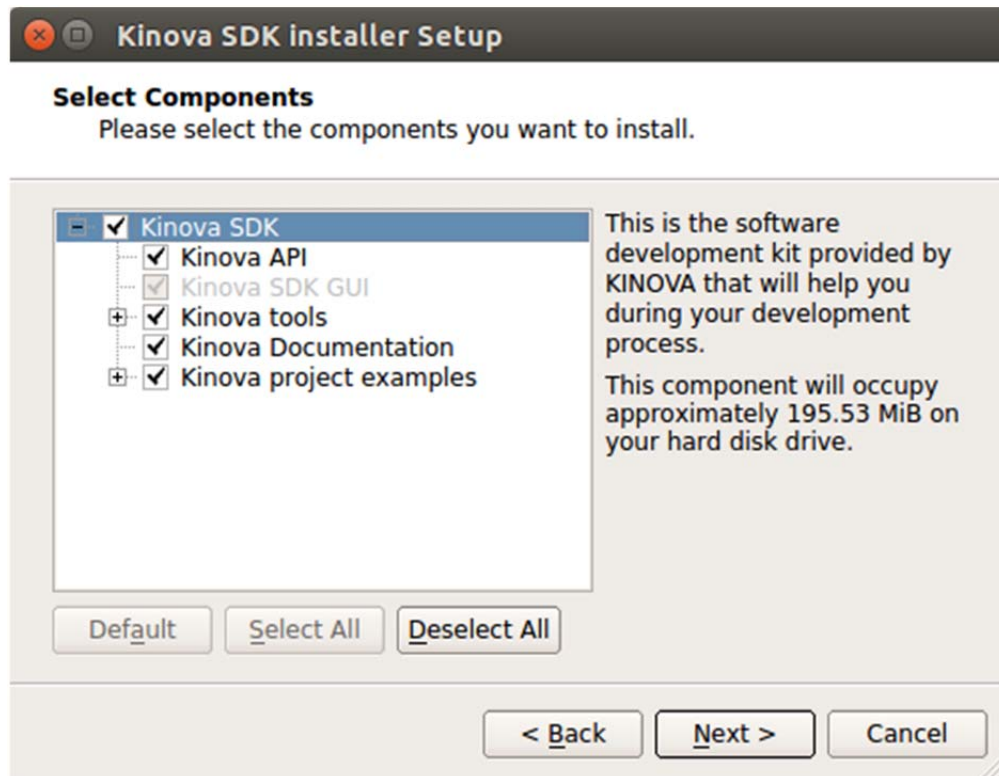 Kinova SDK installer Setup
Select Components
Please select the components you want to install.
Kinova SDK
Kinova API
Kinova SDK GUI
Kinova tools
Kinova Documentation
Kinova project examples
This is the software
development kit provided by
KINOVA that will help you
during your development
process.
This component will occupy
approximately 195.53 MiB on
your hard disk drive.
Default
Select All
Deselect All
< Back
Next >
Cancel